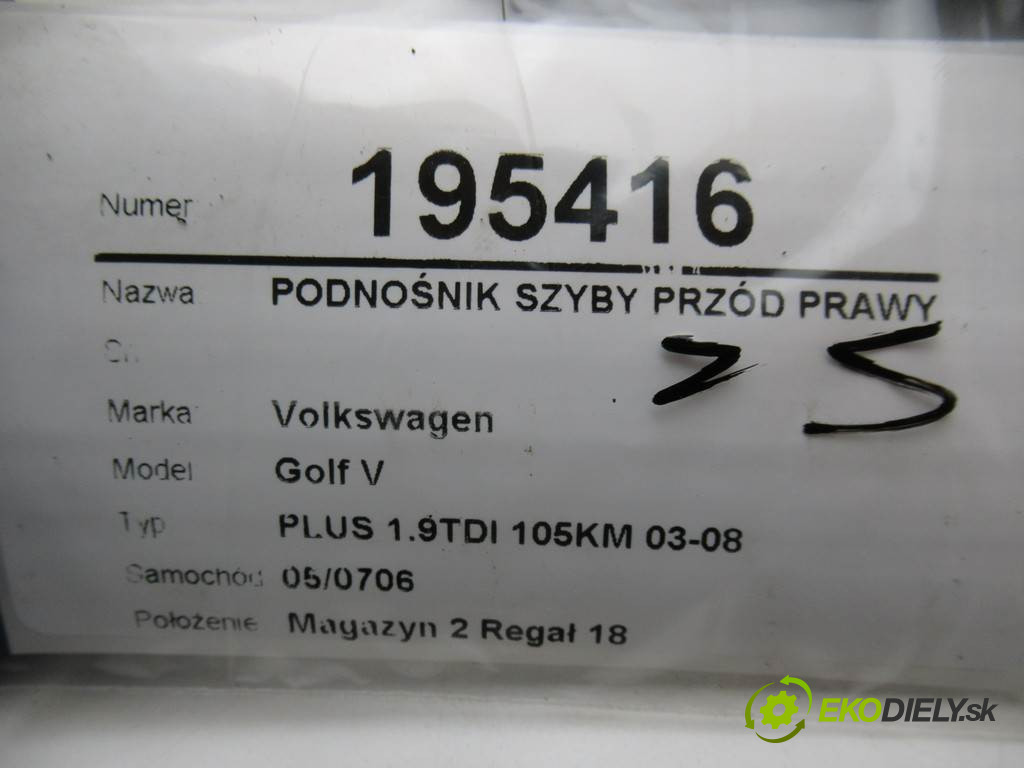 Numer 195416
Nazwa PODNOŚNIK SZYBY PRZÓD PRAWY
25
Marka Volkswagen
Model Golf V
Typ PLUS 1.9TDI 105KM 03-08
Samochód 05/0706
Położenie Magazyn 2 Regał 18
EKODIELY.sk